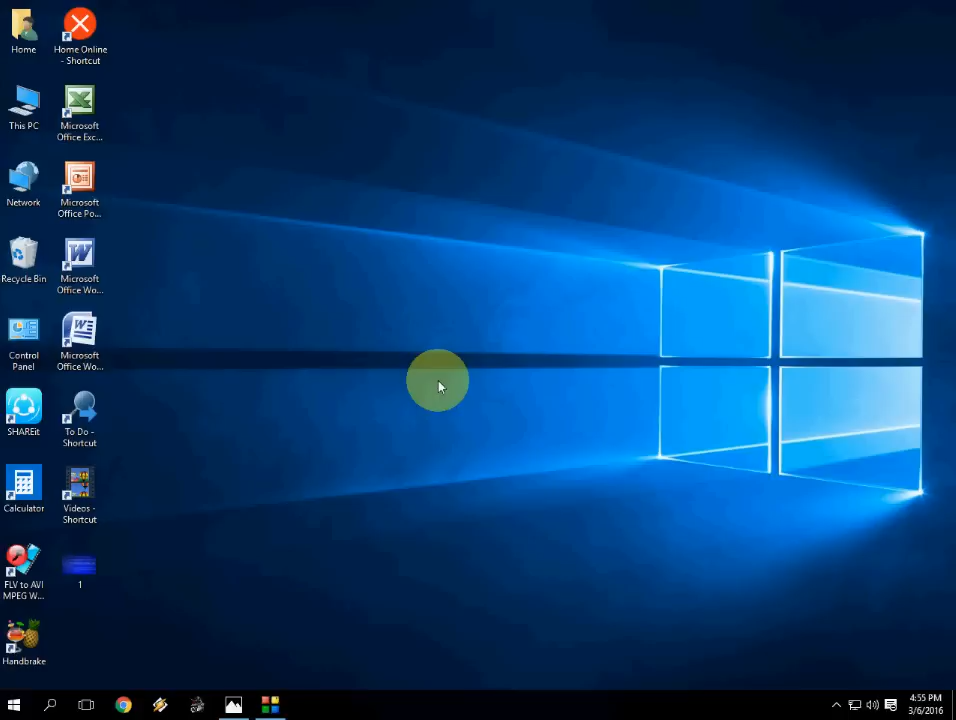 Home
Home Online
- Shortcut
This PC
Microsoft
Office Exc...
Network
Microsoft
Office Po...
Recycle Bin
Microsoft
Office Wo...
Control
Panel
Microsoft
Office Wo...
SHAREit
To Do -
Shortcut
Calculator
Videos -
Shortcut
FLV to AVI
MPEG W...
1
Handbrake
4:55 PM
3/6/2016